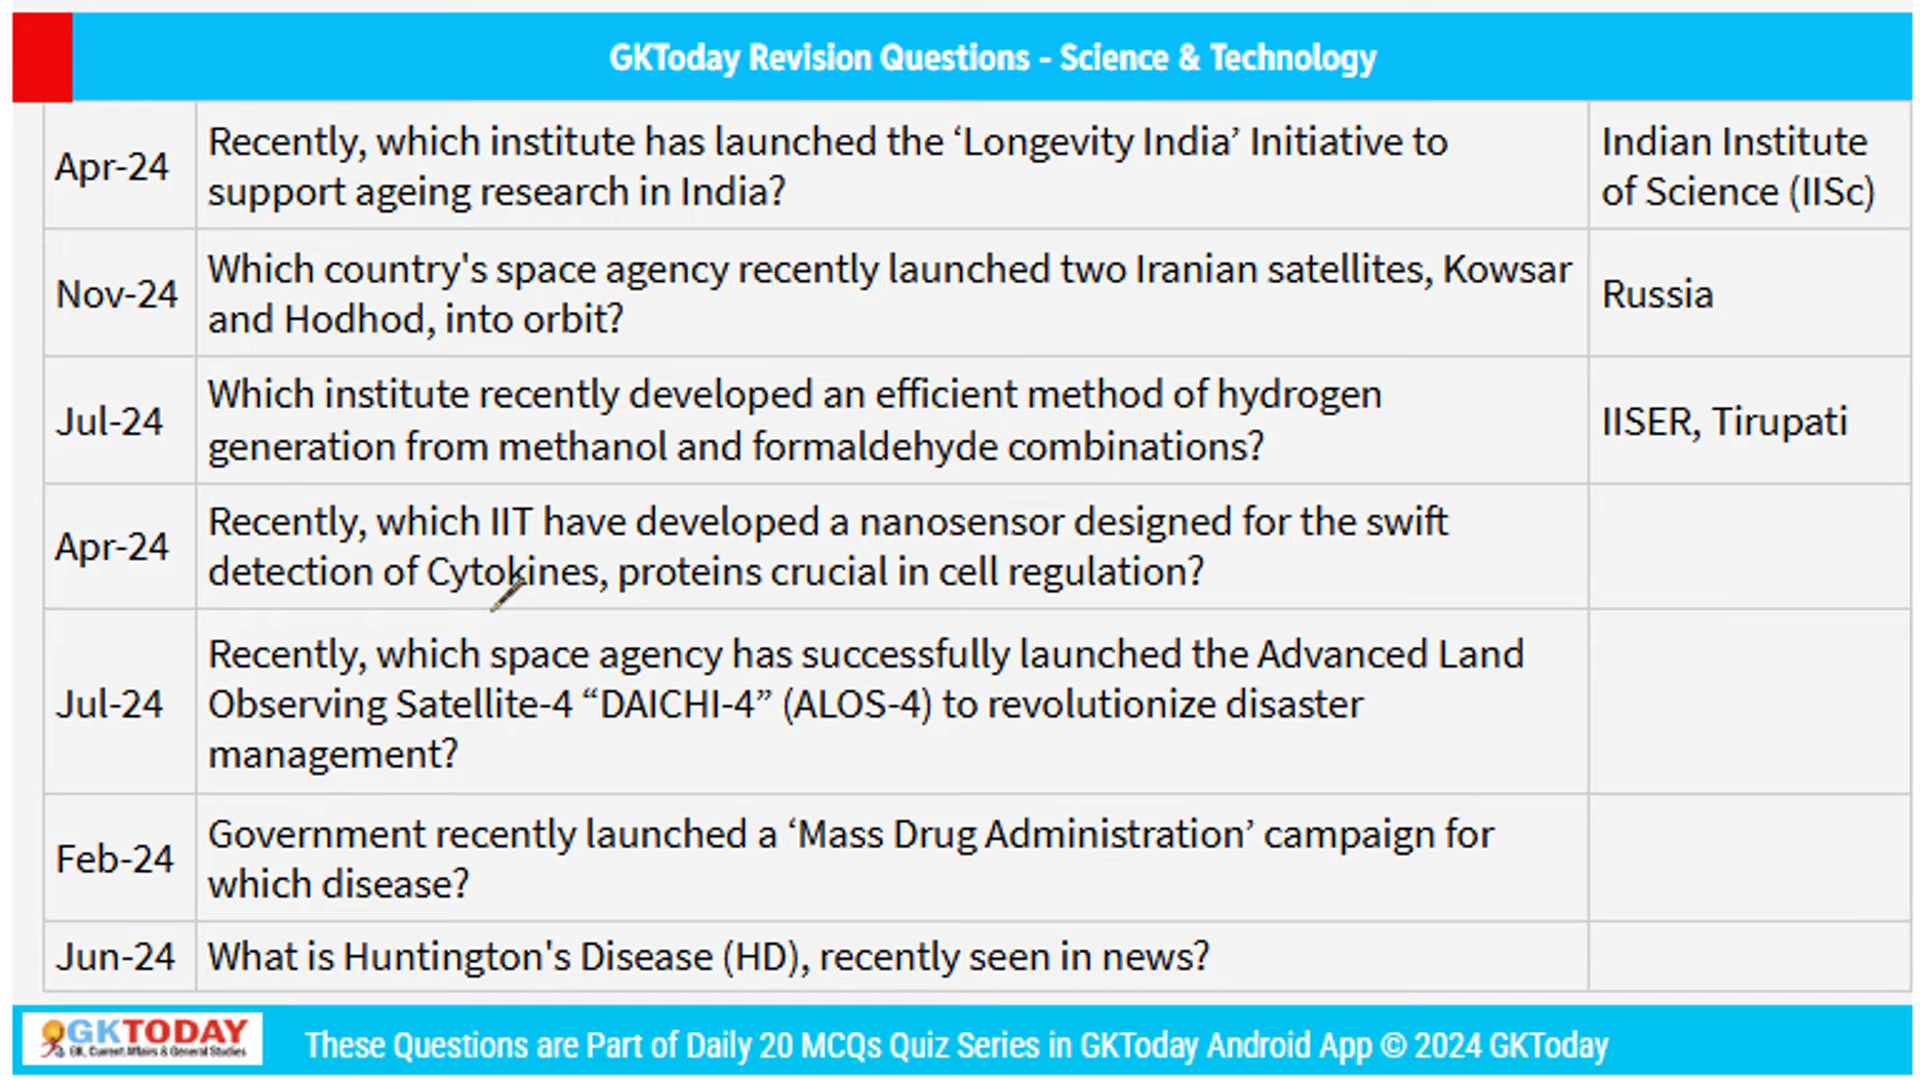 GKToday Revision Questions - Science & Technology
Apr-24
Recently, which institute has launched the ‘Longevity India’ Initiative to
support ageing research in India?
Indian Institute
of Science (IISc)
Nov-24
Which country's space agency recently launched two Iranian satellites, Kowsar
and Hodhod, into orbit?
Russia
Jul-24
Which institute recently developed an efficient method of hydrogen
generation from methanol and formaldehyde combinations?
IISER, Tirupati
Apr-24
Recently, which IIT have developed a nanosensor designed for the swift
detection of Cytokines, proteins crucial in cell regulation?
Jul-24
Recently, which space agency has successfully launched the Advanced Land
Observing Satellite-4 “DAICHI-4” (ALOS-4) to revolutionize disaster
management?
Feb-24
Government recently launched a ‘Mass Drug Administration’ campaign for
which disease?
Jun-24
What is Huntington's Disease (HD), recently seen in news?
GKTODAY
GK, Current Affairs & General Studies
These Questions are Part of Daily 20 MCQs Quiz Series in GKToday Android App © 2024 GKToday